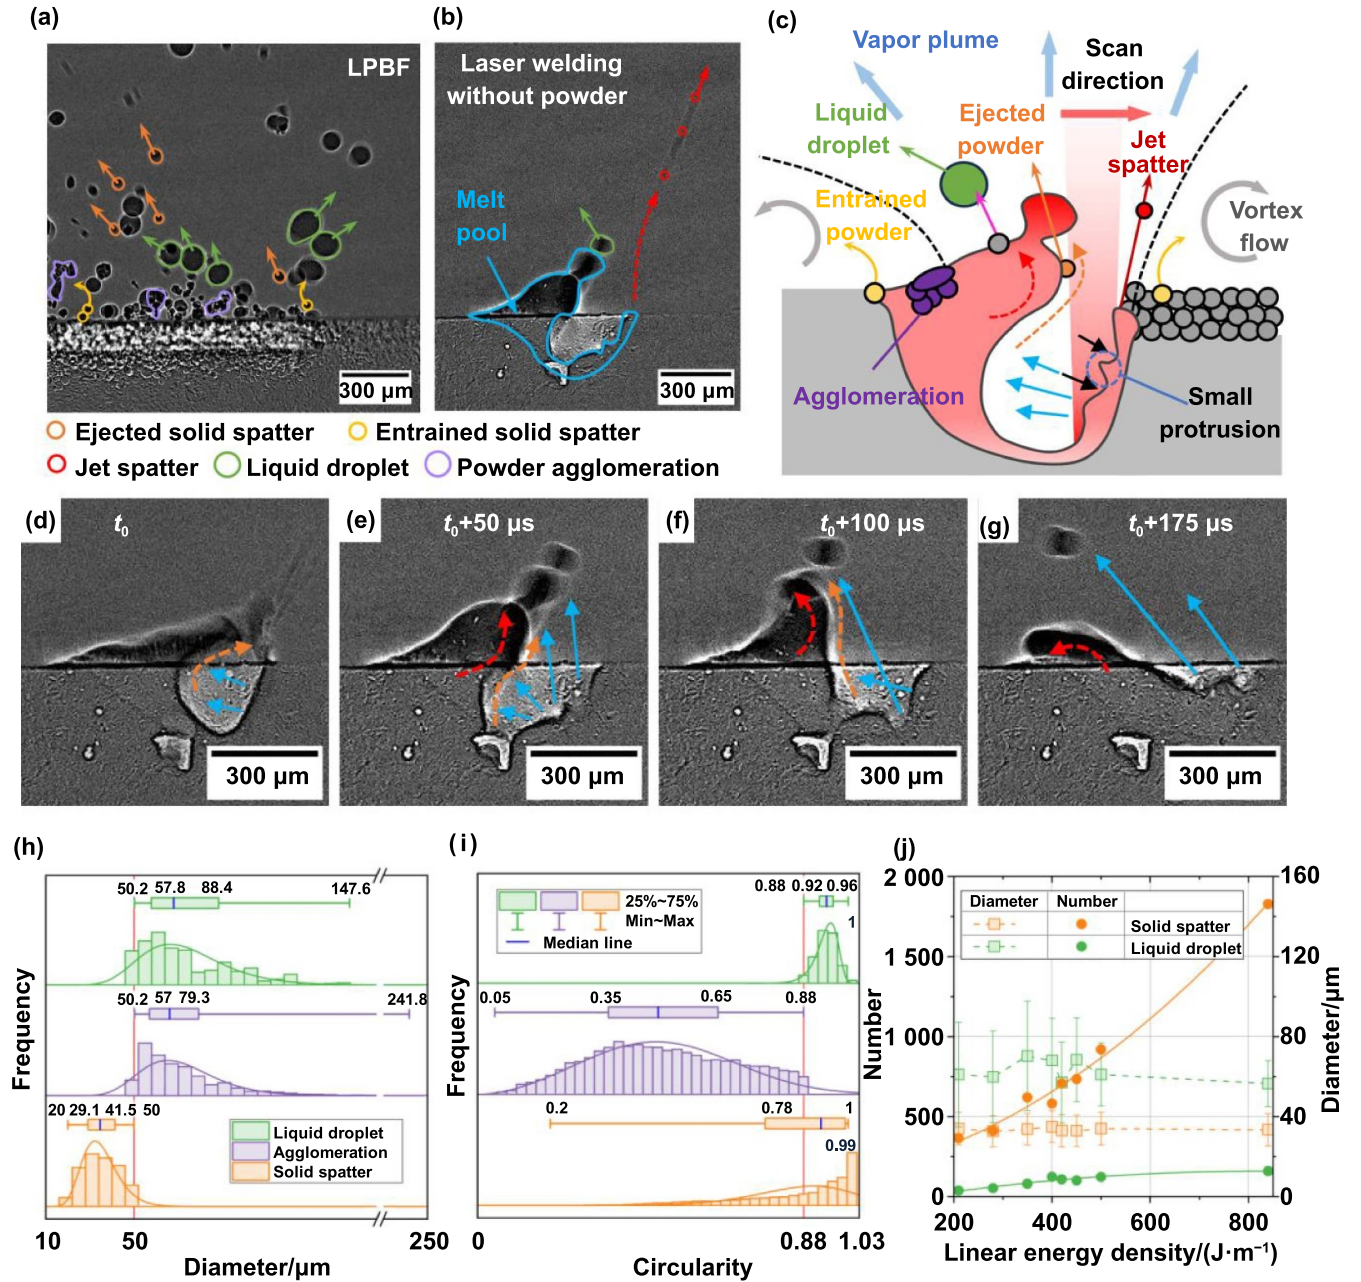 (a)
LPBF
300 µm
(b)
Laser welding
without powder
Melt
pool
300 µm
(c)
Vapor plume
Scan
direction
Liquid
droplet
Ejected
powder
Jet
spatter
Entrained
powder
Vortex
flow
Agglomeration
Small
protrusion
Ejected solid spatter
Entrained solid spatter
Jet spatter
Liquid droplet
Powder agglomeration
(d)
t0
300 µm
(e)
t0+50 µs
300 µm
(f)
t0+100 µs
300 µm
(g)
t0+175 µs
300 µm
(h)
50.2 57.8 88.4 147.6
50.2 57 79.3 241.8
20 29.1 41.5 50
Liquid droplet
Agglomeration
Solid spatter
Frequency
10 50 250
Diameter/µm
(i)
25%~75%
Min~Max
Median line
0.88 0.92 0.96
1
0.05 0.35 0.65 0.88
0.2 0.78 1
0.99
Frequency
0 0.88 1.03
Circularity
(j)
2 000
1 500
1 000
500
0
Number
160
120
80
40
0
Diameter/µm
Diameter Number
Solid spatter
Liquid droplet
200 400 600 800
Linear energy density/(J·m⁻¹)